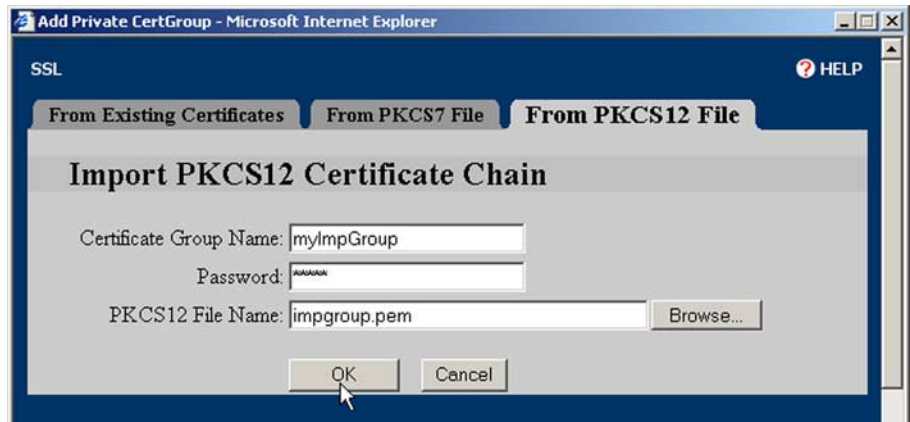 Add Private CertGroup - Microsoft Internet Explorer
SSL
? HELP
From Existing Certificates From PKCS7 File From PKCS12 File
Import PKCS12 Certificate Chain
Certificate Group Name: myImpGroup
Password: *****
PKCS12 File Name: impgroup.pem Browse...
OK Cancel